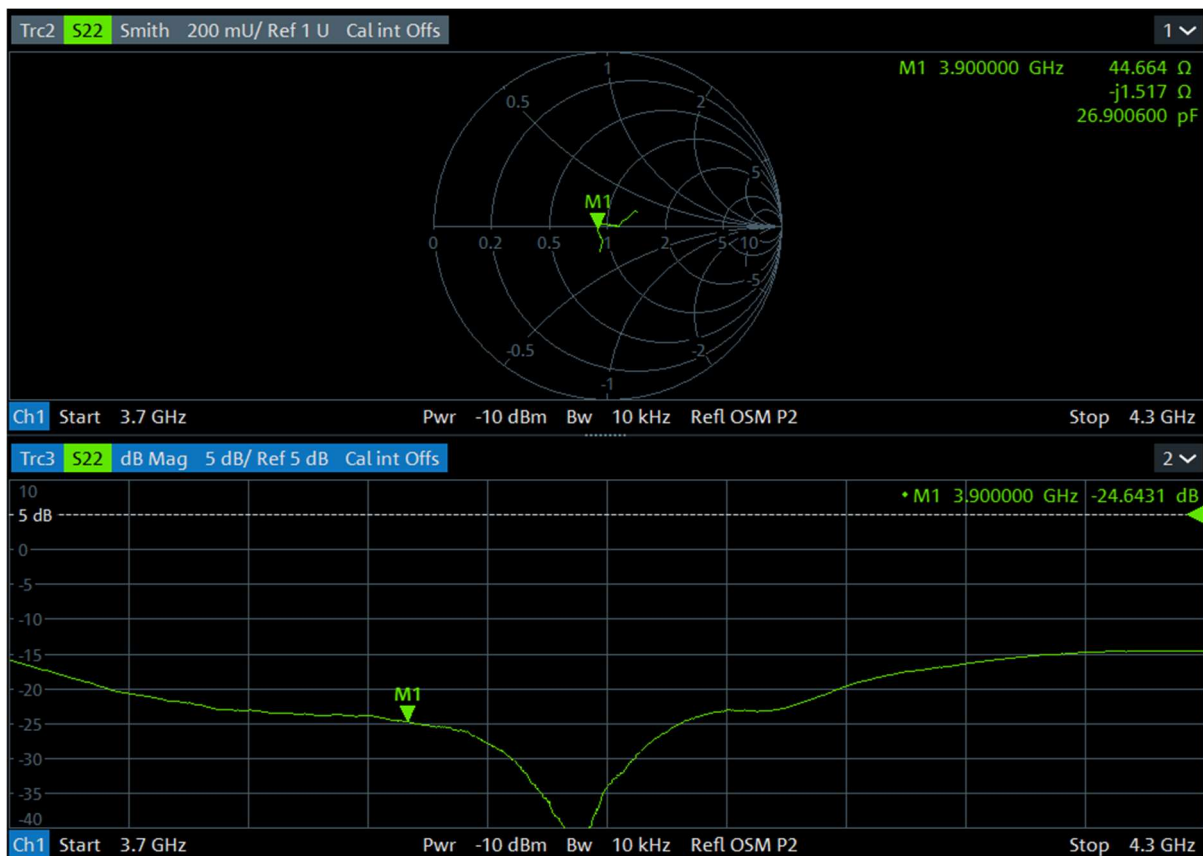 Trc2 S22 Smith 200 mU/ Ref 1 U Cal int Offs 1
M1 3.900000 GHz 44.664 Ω
-j1.517 Ω
26.900600 pF
1
0.5 2
5
M1
0 0.2 0.5 1 2 5 10
-5
-0.5 -2
-1
Ch1 Start 3.7 GHz Pwr -10 dBm Bw 10 kHz Refl OSM P2 Stop 4.3 GHz
Trc3 S22 dB Mag 5 dB/ Ref 5 dB Cal int Offs 2
10 • M1 3.900000 GHz -24.6431 dB
5 dB
0
-5
-10
-15
-20
M1
-25
-30
-35
-40
Ch1 Start 3.7 GHz Pwr -10 dBm Bw 10 kHz Refl OSM P2 Stop 4.3 GHz